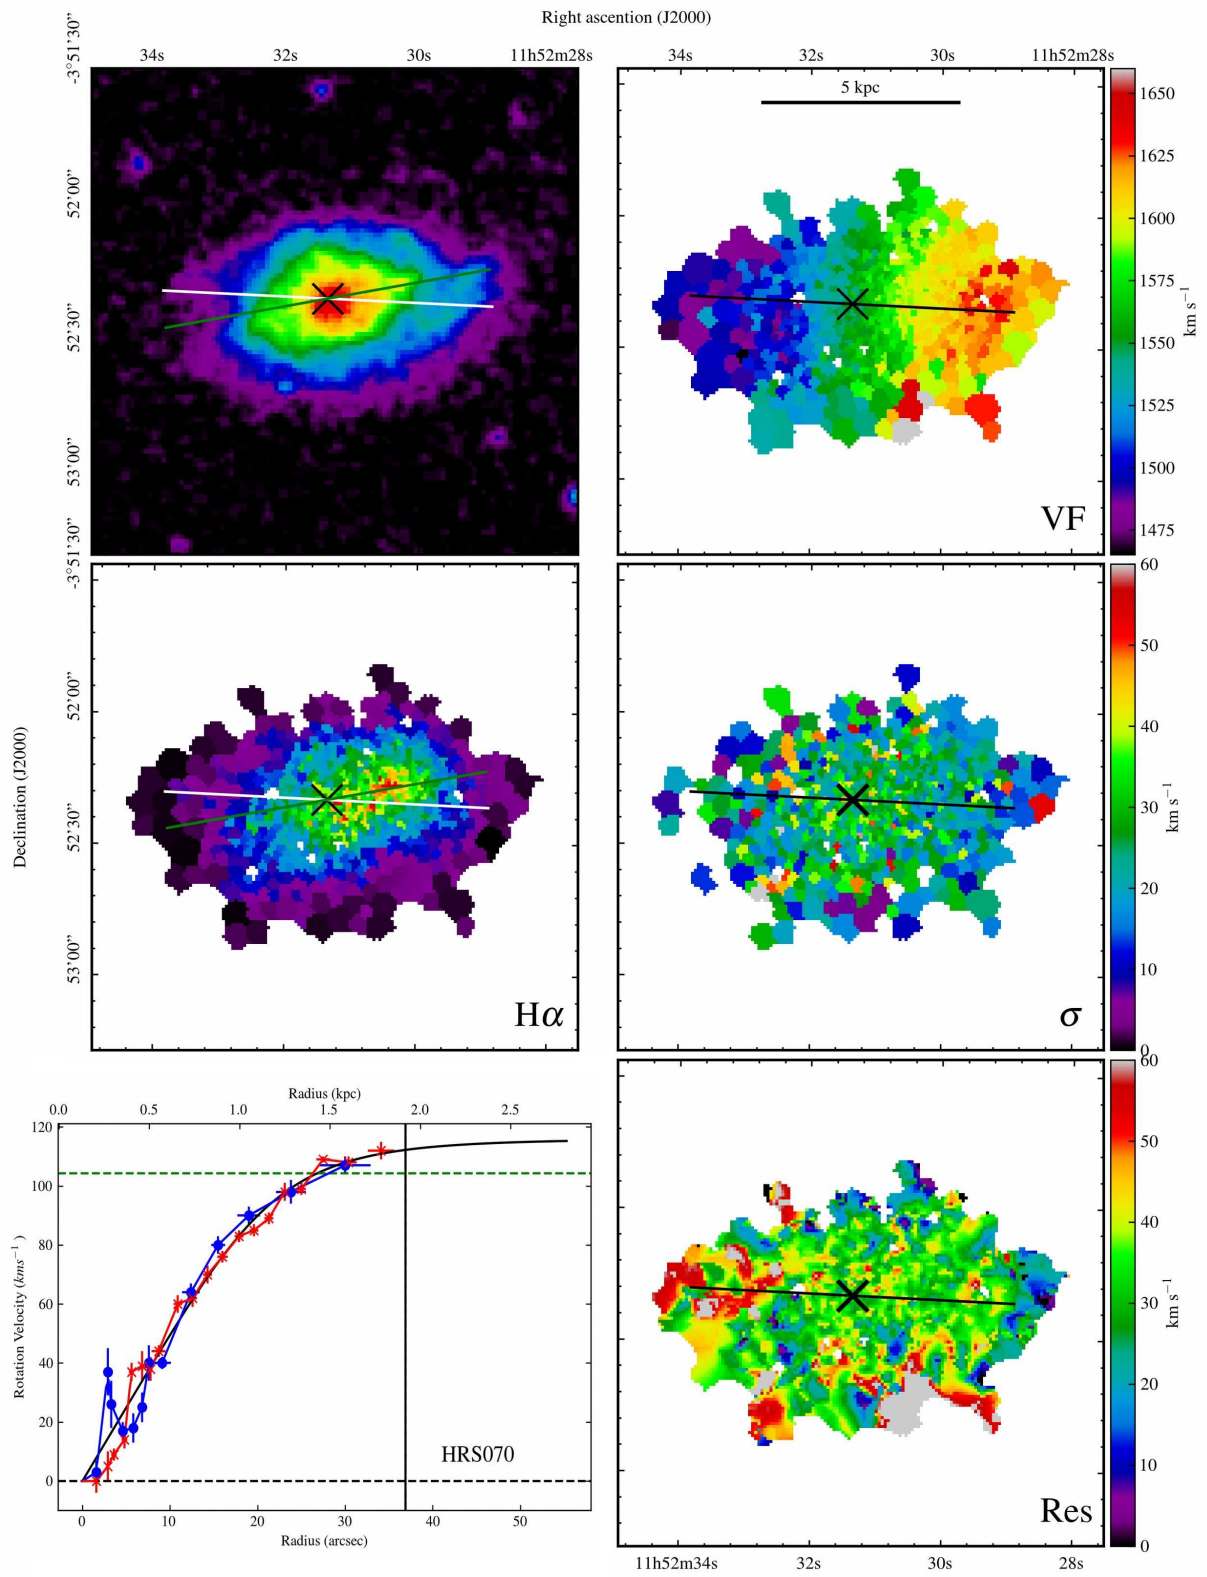 Right ascention (J2000)
34s 32s 30s 11h52m28s
34s 32s 30s 11h52m28s
-3°51'30”
52'00”
52'30”
53'00”
5 kpc
VF
1650
1625
1600
1575
1550
1525
1500
1475
km s⁻¹
Declination (J2000)
-3°51'30”
52'00”
52'30”
53'00”
Hα
σ
60
50
40
30
20
10
0
km s⁻¹
Radius (kpc)
0.0 0.5 1.0 1.5 2.0 2.5
Rotation Velocity (kms⁻¹ )
120
100
80
60
40
20
0
HRS070
0 10 20 30 40 50
Radius (arcsec)
Res
60
50
40
30
20
10
0
km s⁻¹
11h52m34s 32s 30s 28s